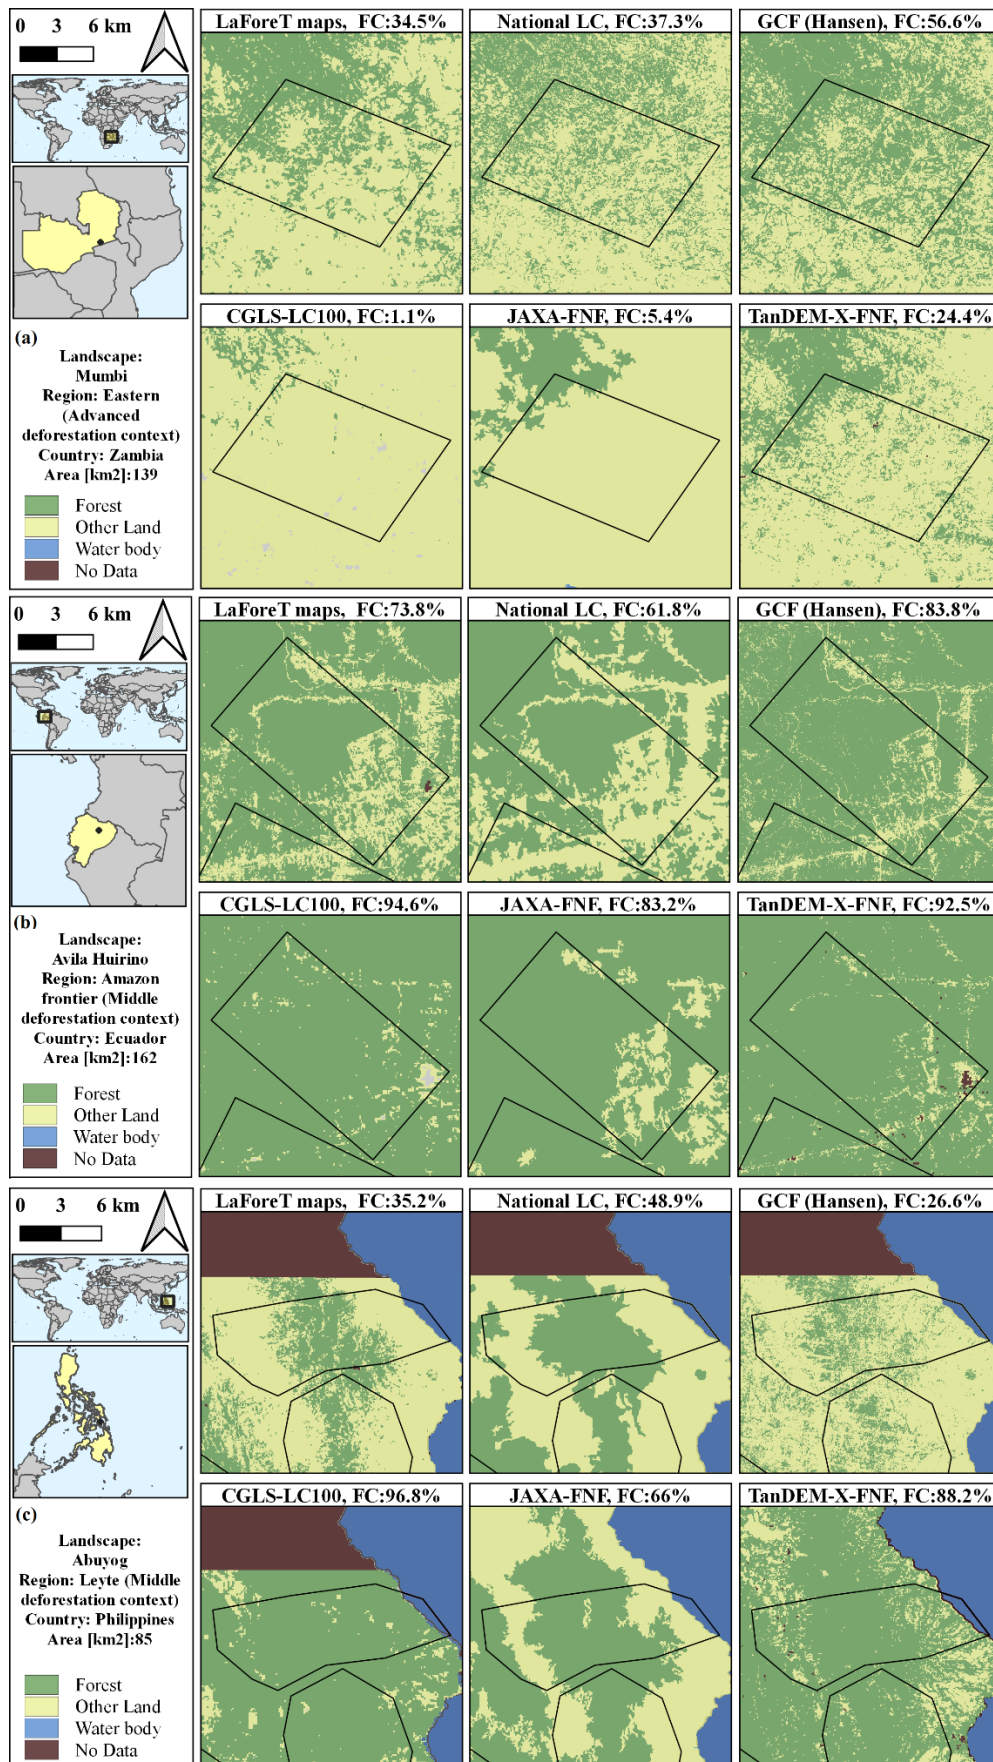 0 3 6 km
LaForeT maps, FC:34.5%
National LC, FC:37.3%
GCF (Hansen), FC:56.6%
CGLS-LC100, FC:1.1%
JAXA-FNF, FC:5.4%
TanDEM-X-FNF, FC:24.4%
(a)
Landscape:
Mumbi
Region: Eastern
(Advanced
deforestation context)
Country: Zambia
Area [km2]:139
Forest
Other Land
Water body
No Data
0 3 6 km
LaForeT maps, FC:73.8%
National LC, FC:61.8%
GCF (Hansen), FC:83.8%
CGLS-LC100, FC:94.6%
JAXA-FNF, FC:83.2%
TanDEM-X-FNF, FC:92.5%
(b)
Landscape:
Avila Huirino
Region: Amazon
frontier (Middle
deforestation context)
Country: Ecuador
Area [km2]:162
Forest
Other Land
Water body
No Data
0 3 6 km
LaForeT maps, FC:35.2%
National LC, FC:48.9%
GCF (Hansen), FC:26.6%
CGLS-LC100, FC:96.8%
JAXA-FNF, FC:66%
TanDEM-X-FNF, FC:88.2%
(c)
Landscape:
Abuyog
Region: Leyte (Middle
deforestation context)
Country: Philippines
Area [km2]:85
Forest
Other Land
Water body
No Data